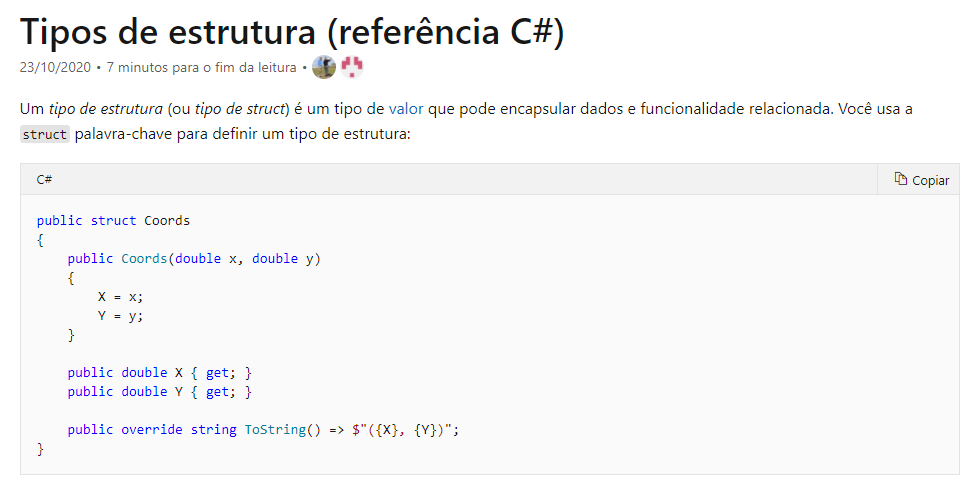 Tipos de estrutura (referência C#)
23/10/2020 • 7 minutos para o fim da leitura •
Um tipo de estrutura (ou tipo de struct) é um tipo de valor que pode encapsular dados e funcionalidade relacionada. Você usa a
struct palavra-chave para definir um tipo de estrutura:
C#
Copiar
public struct Coords
{
    public Coords(double x, double y)
    {
        X = x;
        Y = y;
    }

    public double X { get; }
    public double Y { get; }

    public override string ToString() => $"({X}, {Y})";
}